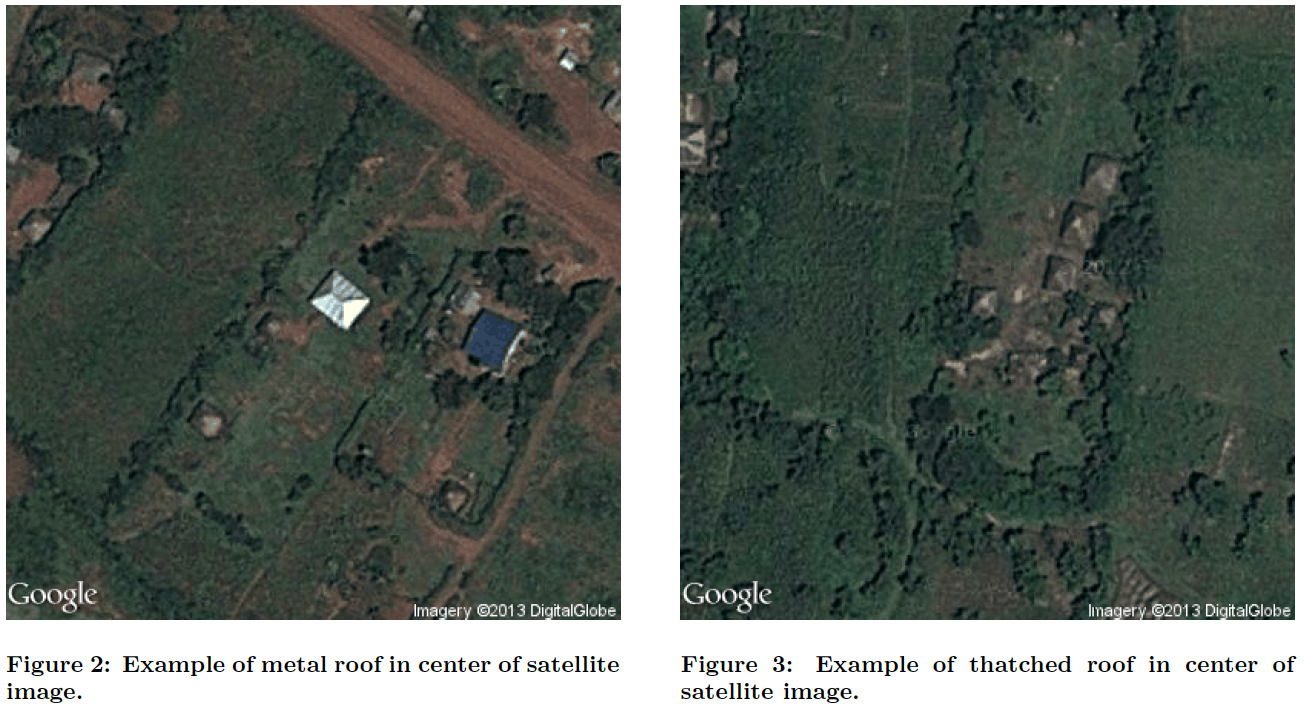 Google
Imagery ©2013 DigitalGlobe
Figure 2: Example of metal roof in center of satellite
image.
Google
Imagery ©2013 DigitalGlobe
Figure 3: Example of thatched roof in center of
satellite image.